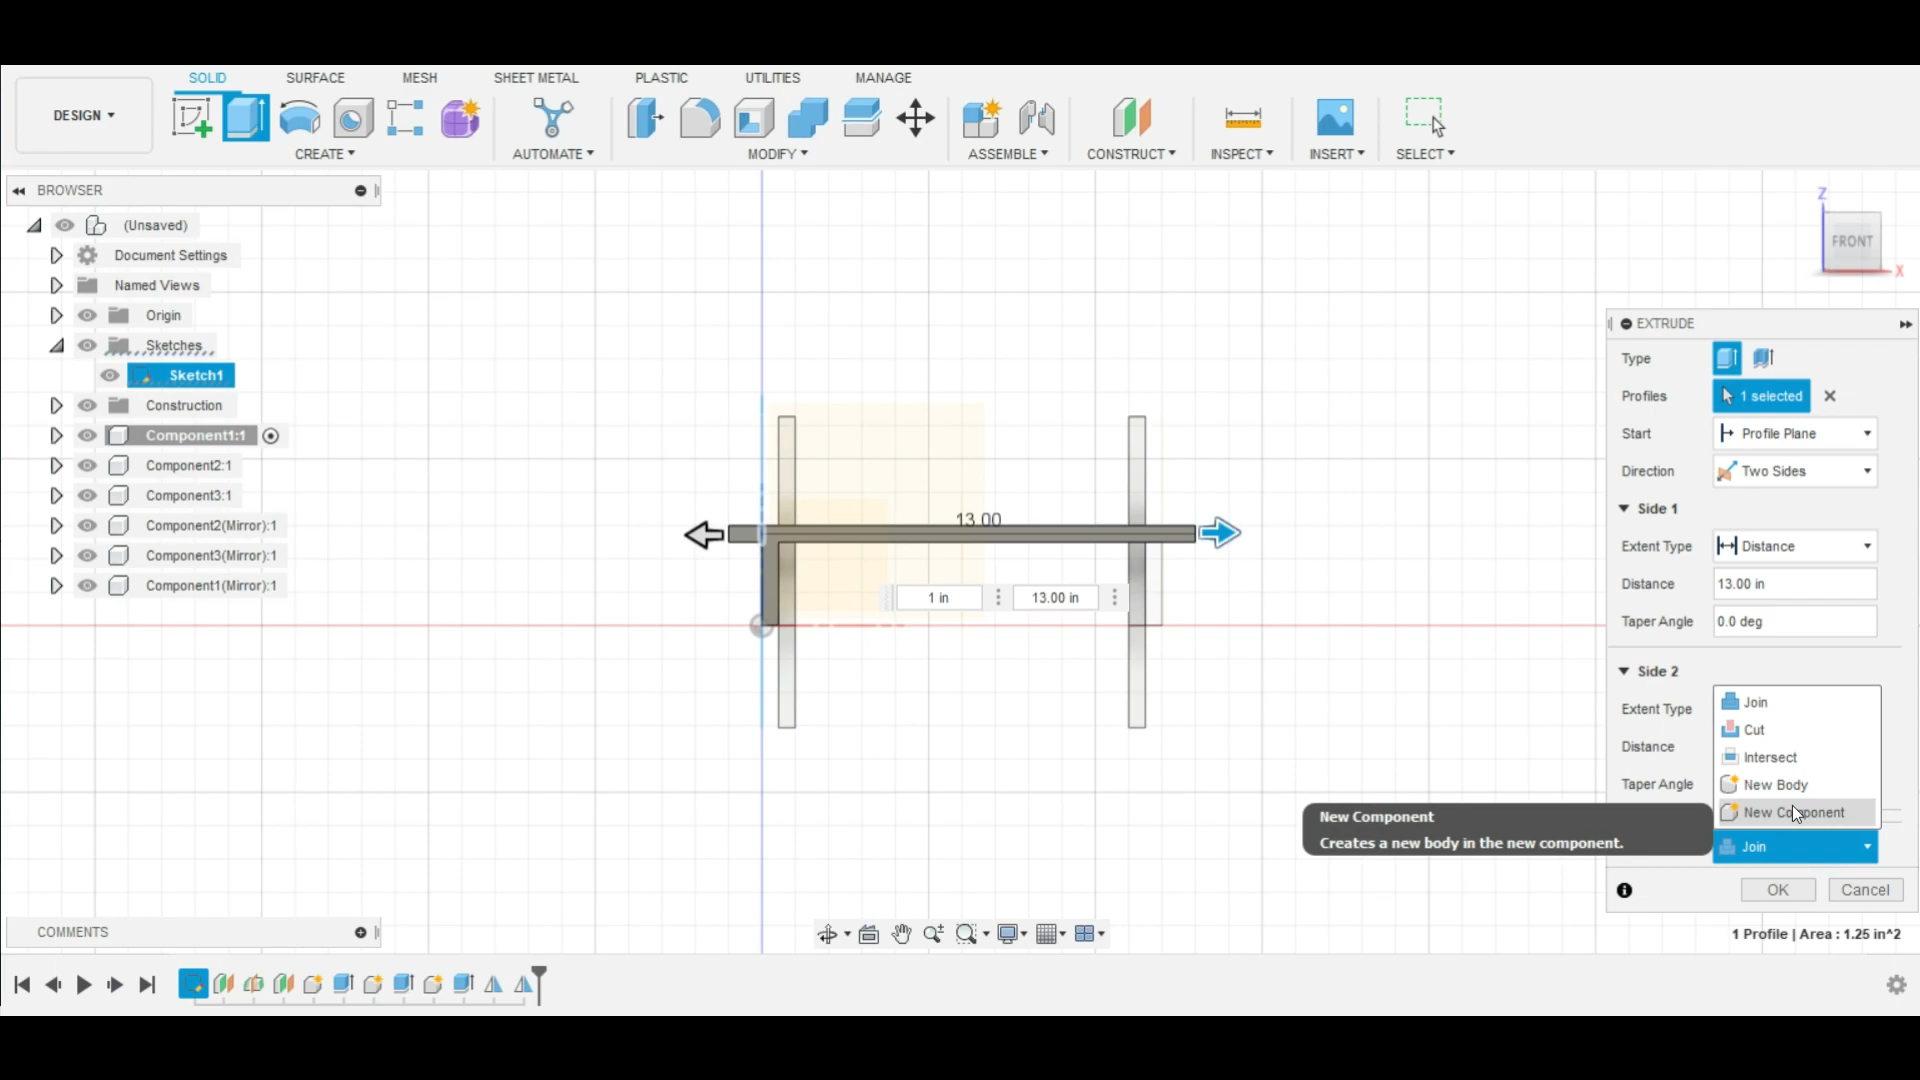 SOLID SURFACE MESH SHEET METAL PLASTIC UTILITIES MANAGE
DESIGN
CREATE AUTOMATE MODIFY ASSEMBLE CONSTRUCT INSPECT INSERT SELECT
BROWSER
(Unsaved)
Document Settings
Named Views
Origin
Sketches
Sketch1
Construction
Component1:1
Component2:1
Component3:1
Component2(Mirror):1
Component3(Mirror):1
Component1(Mirror):1
Z
FRONT
X
13.00
1 in 13.00 in
EXTRUDE
Type
Profiles 1 selected
Start Profile Plane
Direction Two Sides
Side 1
Extent Type Distance
Distance 13.00 in
Taper Angle 0.0 deg
Side 2
Extent Type
Distance
Taper Angle
Join
Cut
Intersect
New Body
New Component
Join
New Component
Creates a new body in the new component.
OK Cancel
COMMENTS
1 Profile | Area : 1.25 in^2